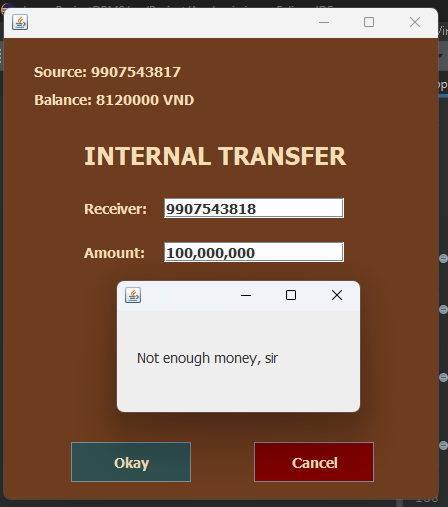 Source: 9907543817
Balance: 8120000 VND
INTERNAL TRANSFER
Receiver: 9907543818
Amount: 100,000,000
Not enough money, sir
Okay Cancel